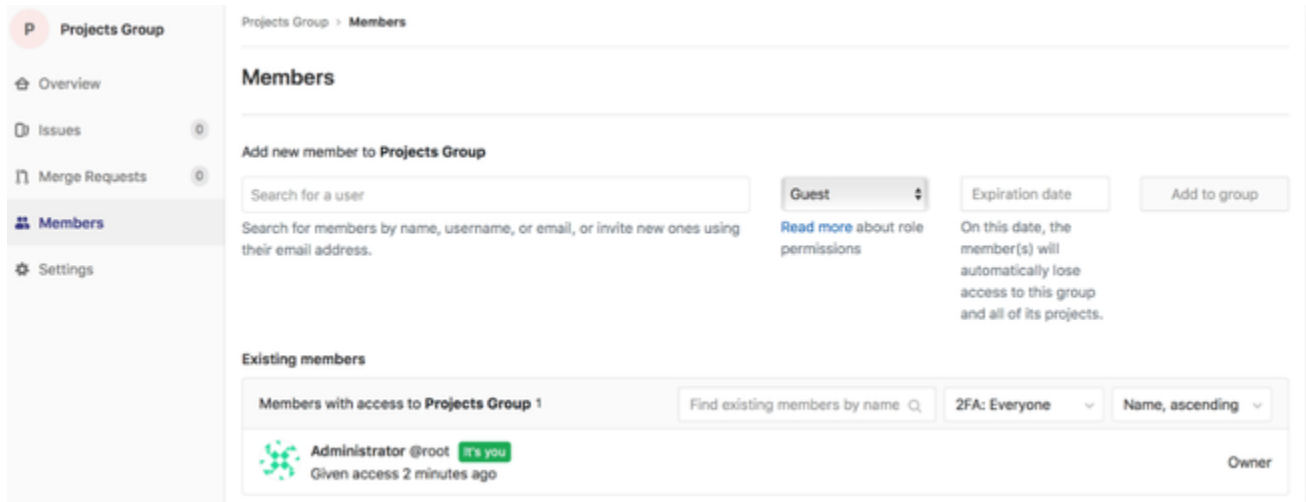 P Projects Group
Overview
Issues 0
Merge Requests 0
Members
Settings
Projects Group › Members
Members
Add new member to Projects Group
Search for a user
Search for members by name, username, or email, or invite new ones using
their email address.
Guest
Read more about role
permissions
Expiration date
On this date, the
member(s) will
automatically lose
access to this group
and all of its projects.
Add to group
Existing members
Members with access to Projects Group 1
Find existing members by name
2FA: Everyone
Name, ascending
Administrator @root It's you
Given access 2 minutes ago
Owner